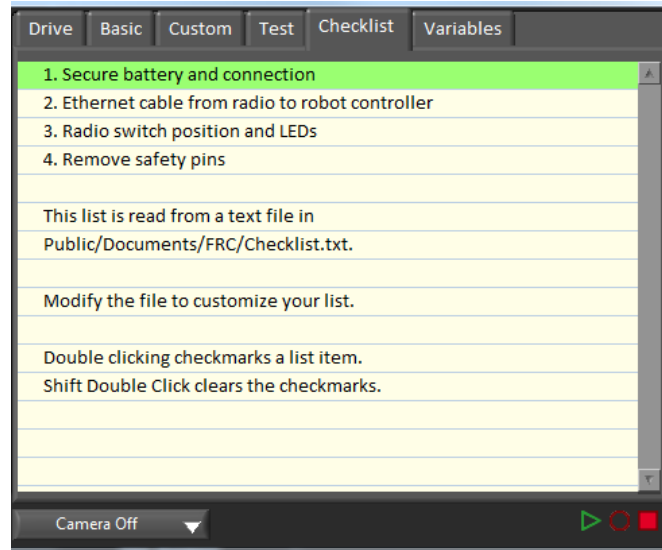 Drive Basic Custom Test Checklist Variables
1. Secure battery and connection
2. Ethernet cable from radio to robot controller
3. Radio switch position and LEDs
4. Remove safety pins
This list is read from a text file in
Public/Documents/FRC/Checklist.txt.
Modify the file to customize your list.
Double clicking checkmarks a list item.
Shift Double Click clears the checkmarks.
Camera Off